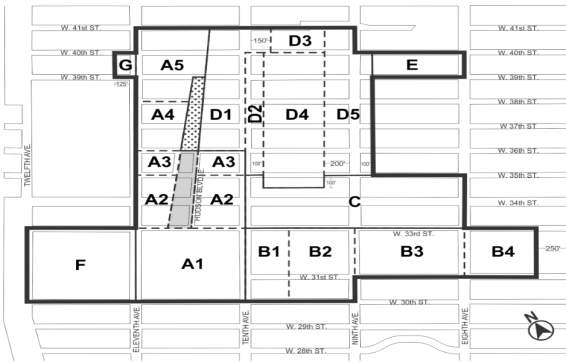 W. 41st ST.
W. 41st ST.
150'
D3
W. 40th ST.
W. 40th ST.
G
A5
E
W. 39th ST.
W. 39th ST.
125'
A4
D1
D2
D4
D5
W. 38th ST.
W 37th ST.
TWELFTH AVE.
A3
A3
100'
200'
100'
W. 36th ST.
W. 35th ST.
100'
A2
A2
HUDSON BLVD. E.
C
W. 34th ST.
W. 33rd ST.
F
A1
B1
B2
B3
B4
250'
W. 31st ST.
W. 30th ST.
ELEVENTH AVE.
TENTH AVE.
NINTH AVE.
EIGHTH AVE.
W. 29th ST.
W. 28th ST.
N